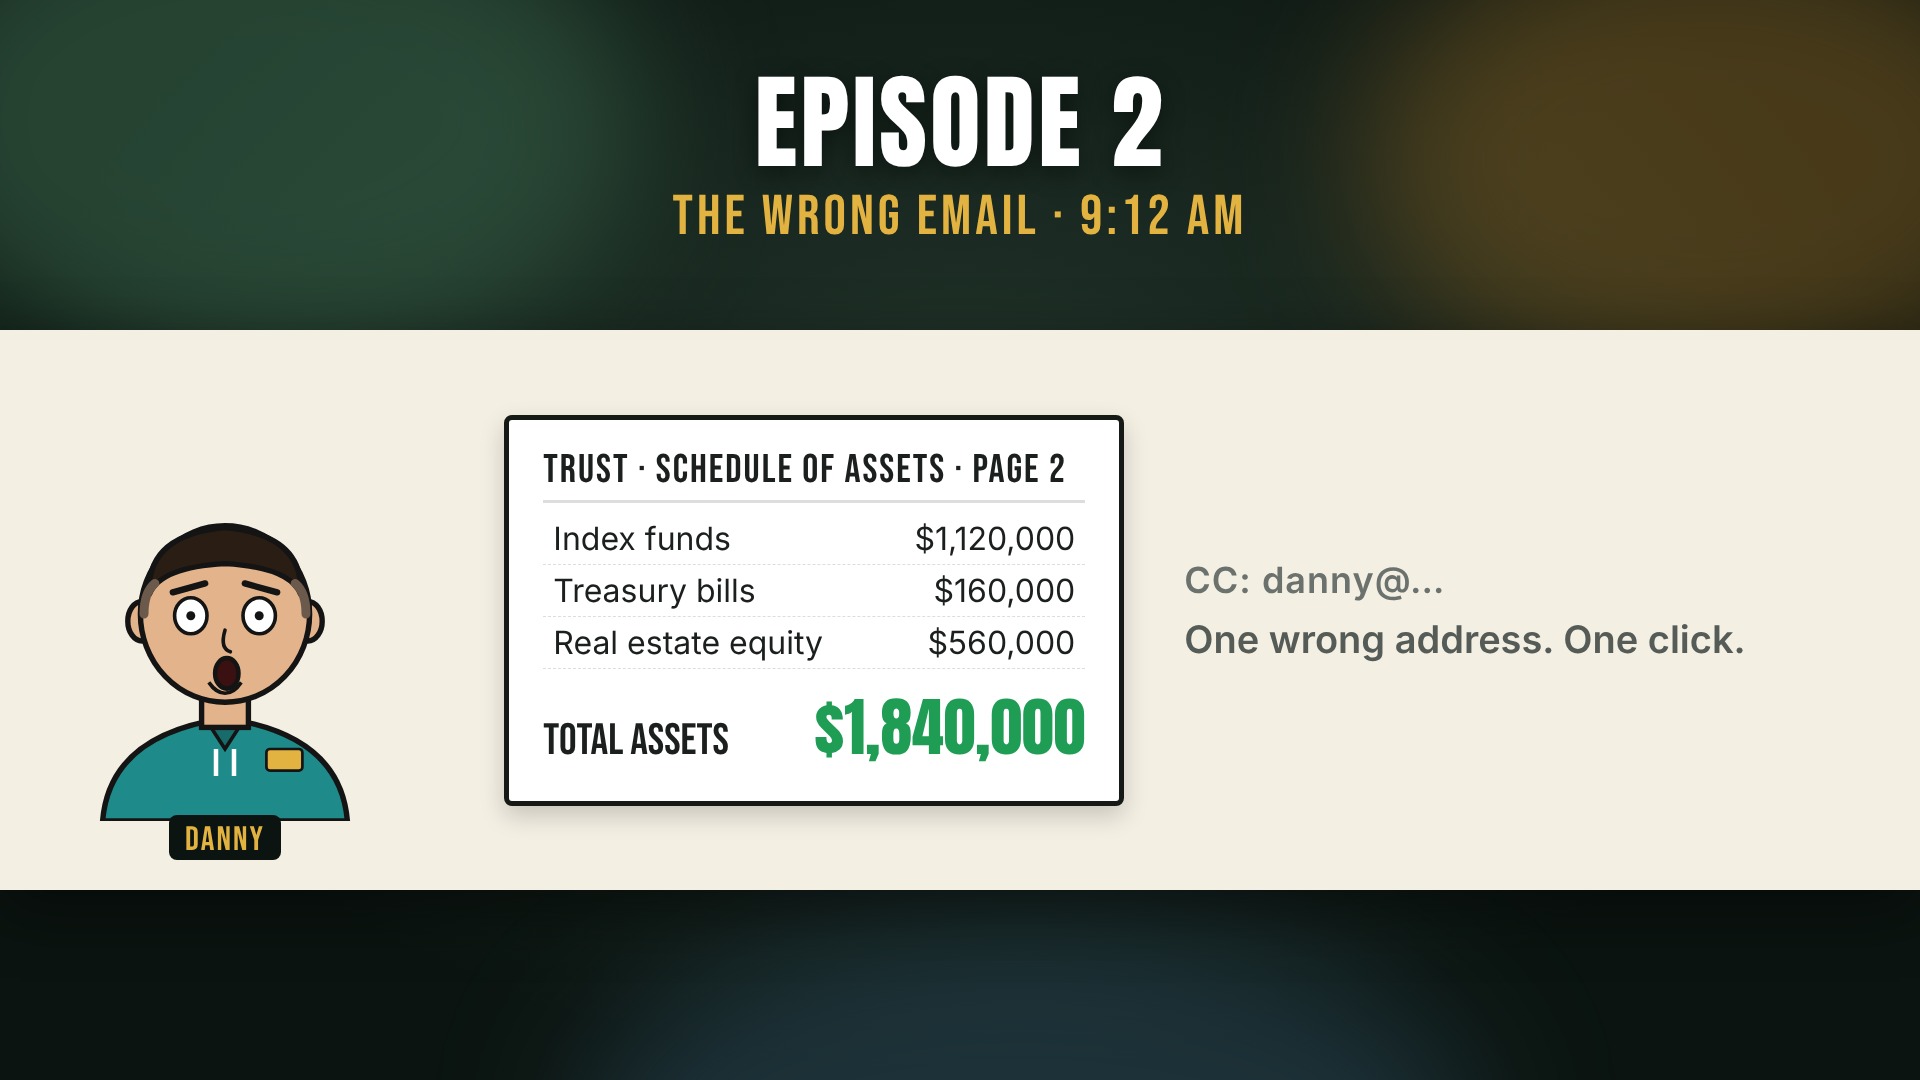 EPISODE 2
THE WRONG EMAIL · 9:12 AM
TRUST · SCHEDULE OF ASSETS · PAGE 2
Index funds $1,120,000
Treasury bills $160,000
Real estate equity $560,000
TOTAL ASSETS $1,840,000
CC: danny@...
One wrong address. One click.
DANNY